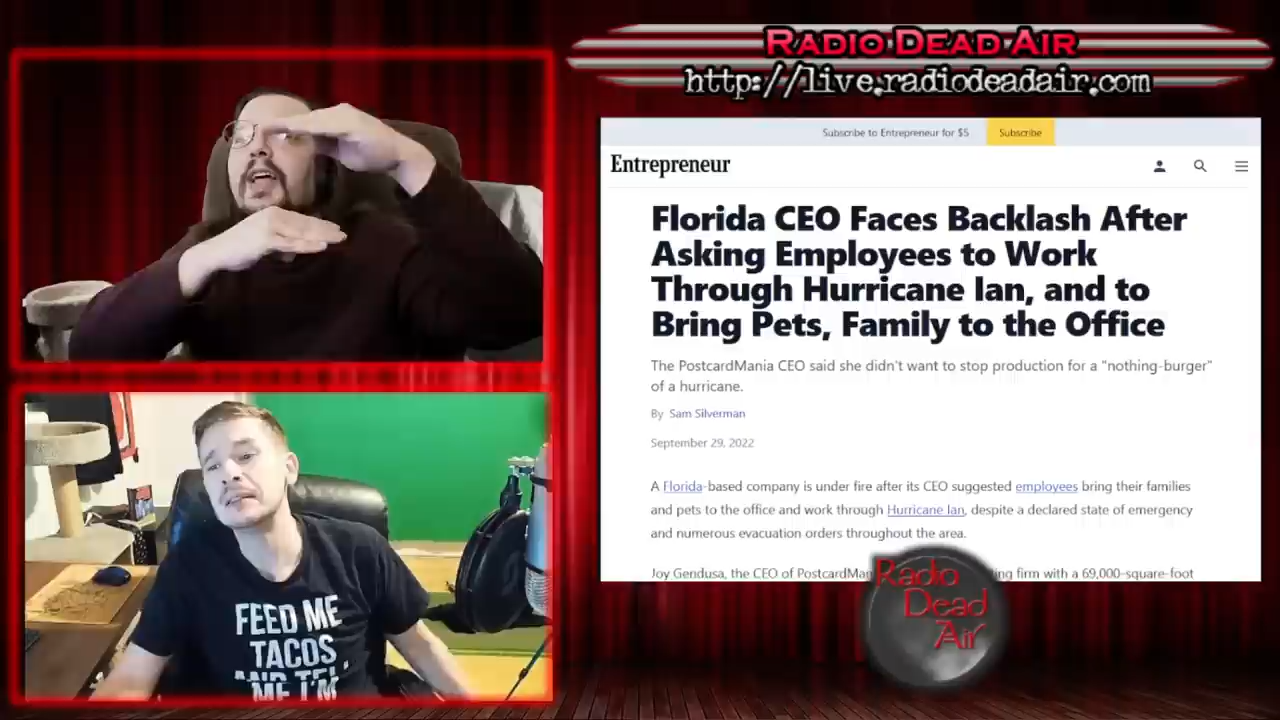 RADIO DEAD AIR
http://live.radiodeadair.com
Subscribe to Entrepreneur for $5
Subscribe
Entrepreneur
Florida CEO Faces Backlash After
Asking Employees to Work
Through Hurricane Ian, and to
Bring Pets, Family to the Office
The PostcardMania CEO said she didn't want to stop production for a "nothing-burger"
of a hurricane.
By Sam Silverman
September 29, 2022
A Florida-based company is under fire after its CEO suggested employees bring their families
and pets to the office and work through Hurricane Ian, despite a declared state of emergency
and numerous evacuation orders throughout the area.
Joy Gendusa, the CEO of PostcardMan
ing firm with a 69,000-square-foot
Radio
Dead
Air
FEED ME
TACOS
AND TELL
ME I'M